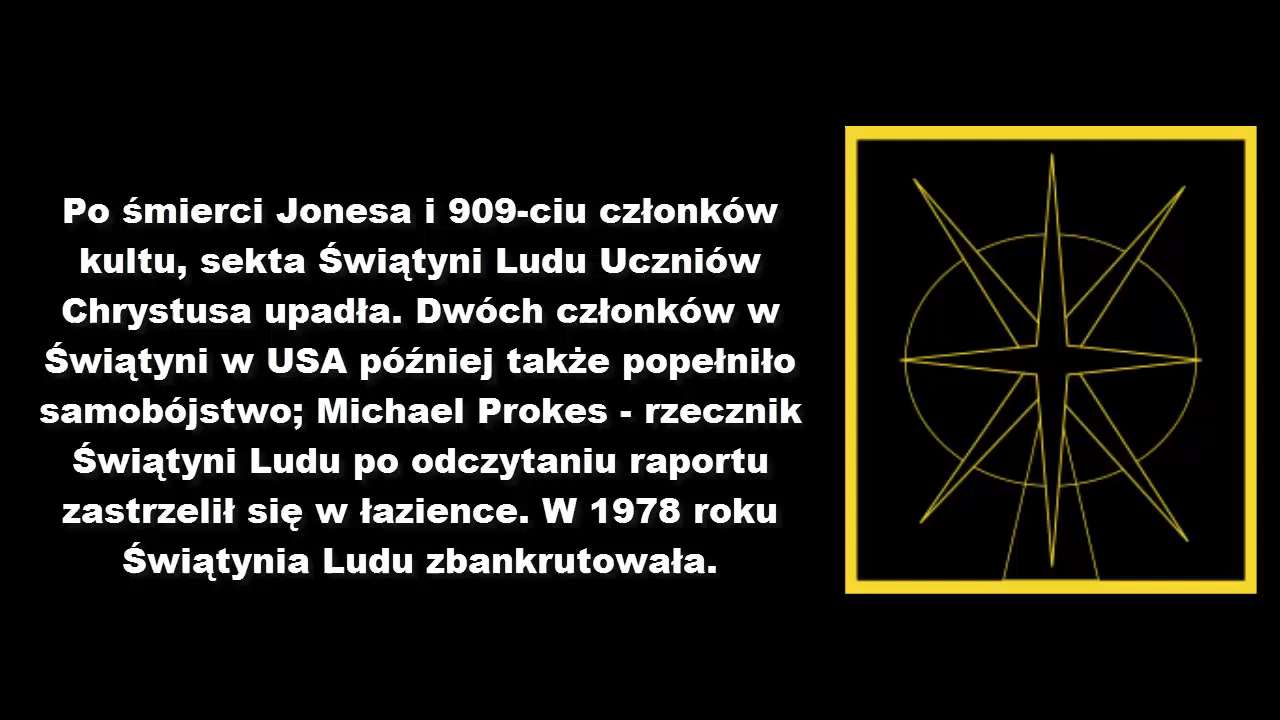 Po śmierci Jonesa i 909-ciu członków
kultu, sekta Świątyni Ludu Uczniów
Chrystusa upadła. Dwóch członków w
Świątyni w USA później także popełniło
samobójstwo; Michael Prokes - rzecznik
Świątyni Ludu po odczytaniu raportu
zastrzelił się w łazience. W 1978 roku
Świątynia Ludu zbankrutowała.